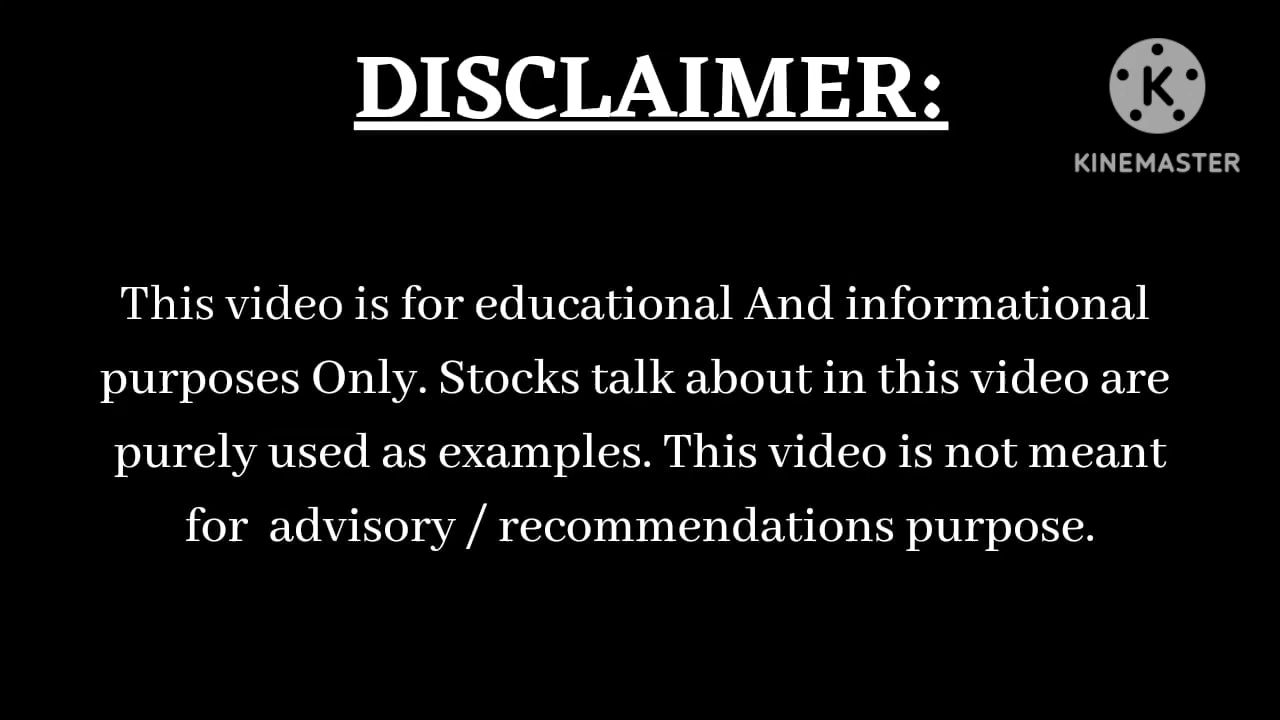 DISCLAIMER:
K
KINEMASTER
This video is for educational And informational
purposes Only. Stocks talk about in this video are
purely used as examples. This video is not meant
for  advisory / recommendations purpose.